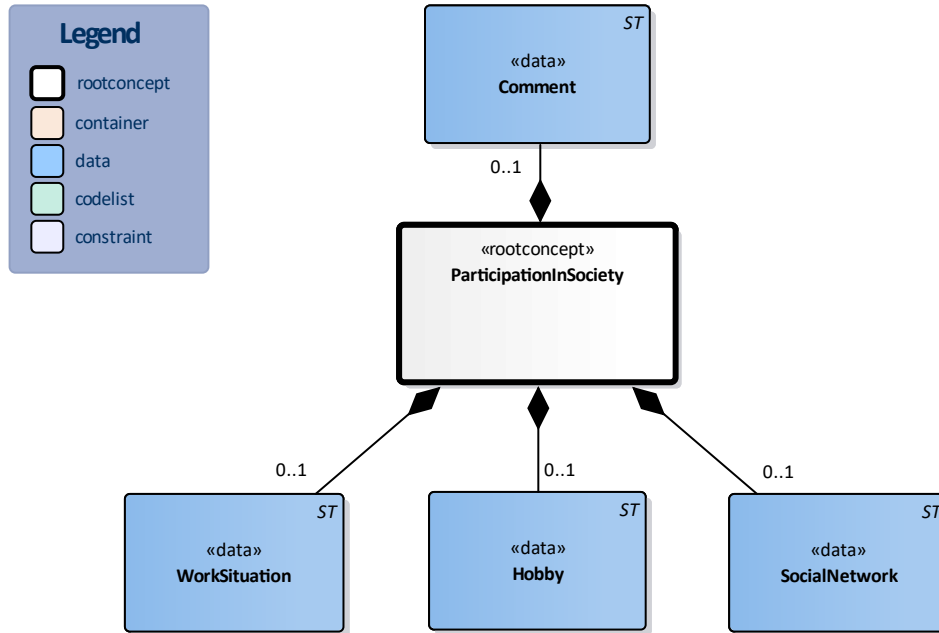 Legend
rootconcept
container
data
codelist
constraint
ST
«data»
Comment
0..1
«rootconcept»
ParticipationInSociety
0..1
0..1
0..1
ST
«data»
WorkSituation
ST
«data»
Hobby
ST
«data»
SocialNetwork